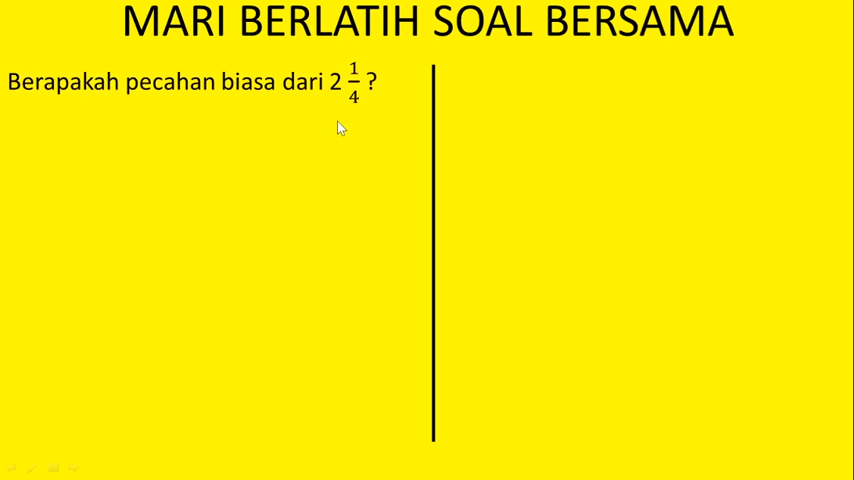 MARI BERLATIH SOAL BERSAMA
Berapakah pecahan biasa dari 2 1/4 ?